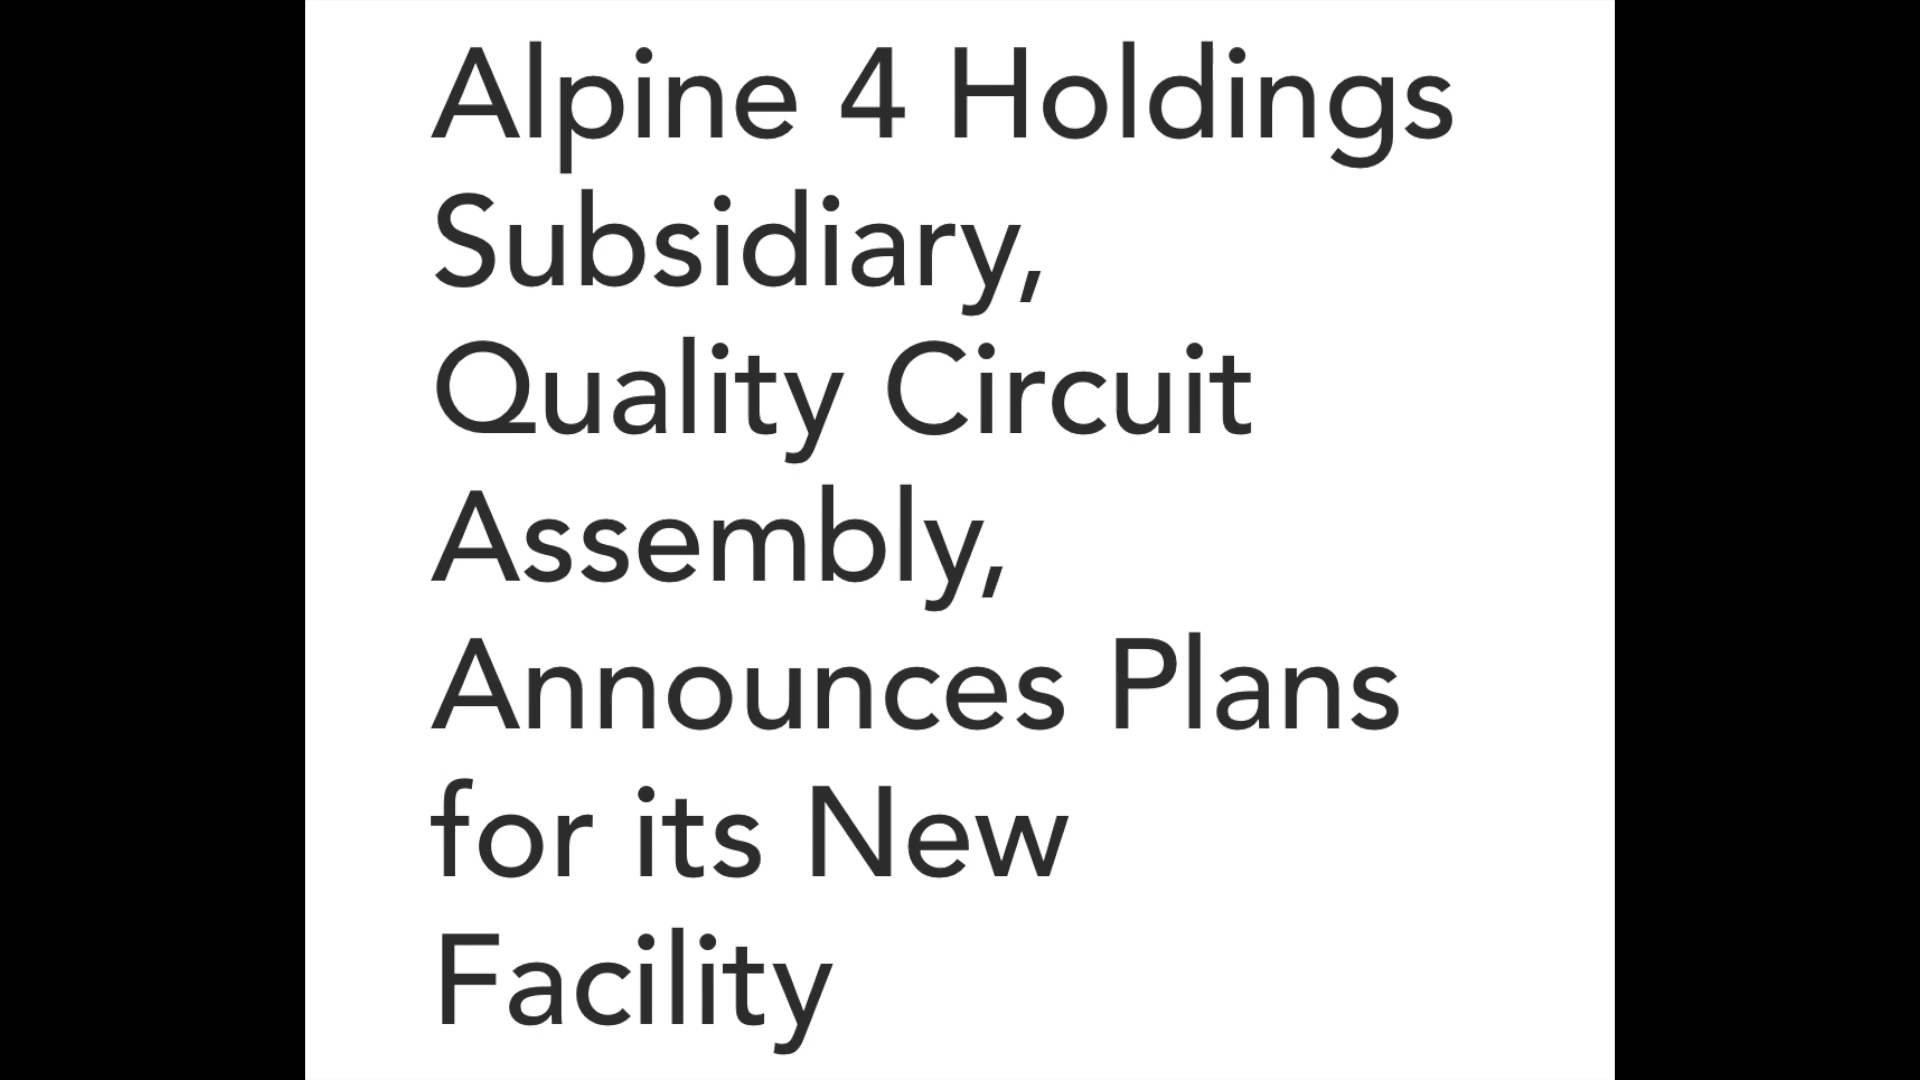 Alpine 4 Holdings
Subsidiary,
Quality Circuit
Assembly,
Announces Plans
for its New
Facility